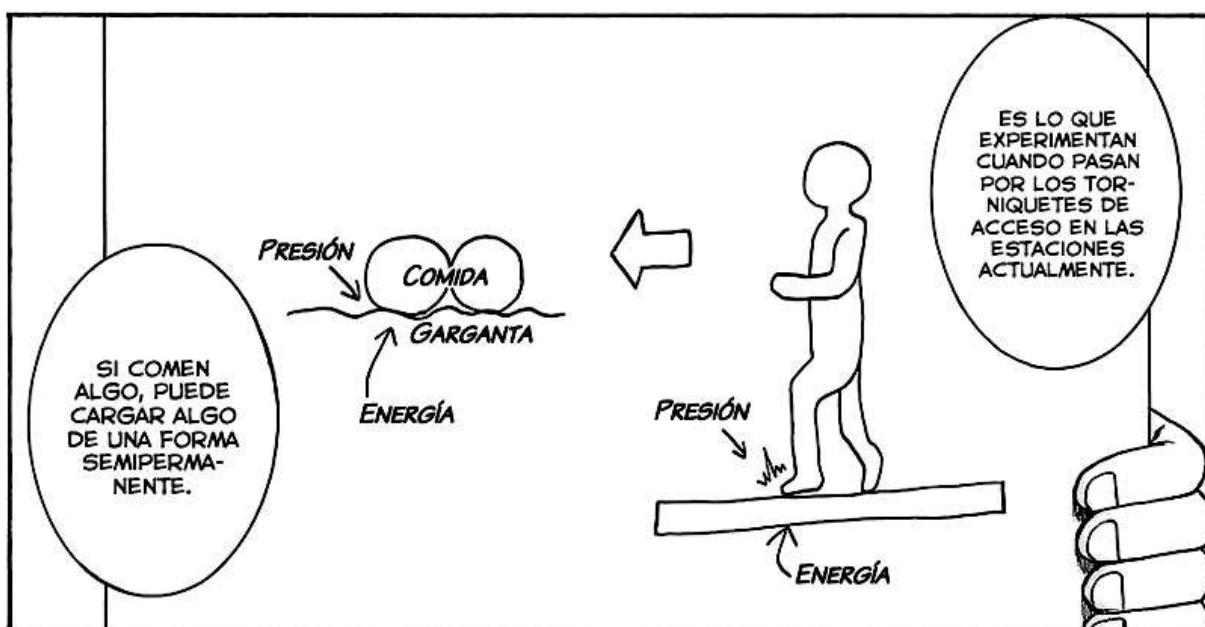 ES LO QUE
EXPERIMENTAN
CUANDO PASAN
POR LOS TOR-
NIQUETES DE
ACCESO EN LAS
ESTACIONES
ACTUALMENTE.
PRESIÓN
ENERGÍA
PRESIÓN
COMIDA
GARGANTA
ENERGÍA
SI COMEN
ALGO, PUEDE
CARGAR ALGO
DE UNA FORMA
SEMIPERMA-
NENTE.